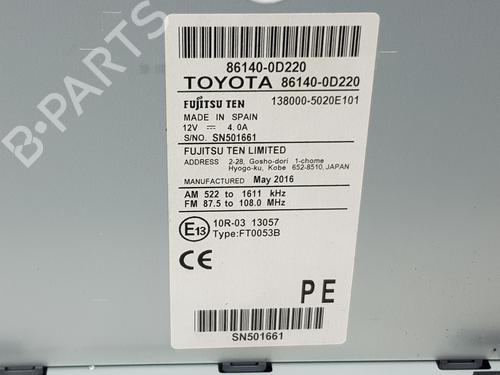 86140-0D220
TOYOTA 86140-0D220
FUJITSU TEN 138000-5020E101
MADE IN SPAIN
12V 4.0A
S/NO. SN501661
FUJITSU TEN LIMITED
ADDRESS 2-28, Gosho-dori 1-chome
Hyogo-ku, Kobe 652-8510, JAPAN
MANUFACTURED May 2016
AM 522 to 1611 kHz
FM 87.5 to 108.0 MHz
E13 10R-03 13057
Type:FT0053B
CE
PE
SN501661
B-PARTS